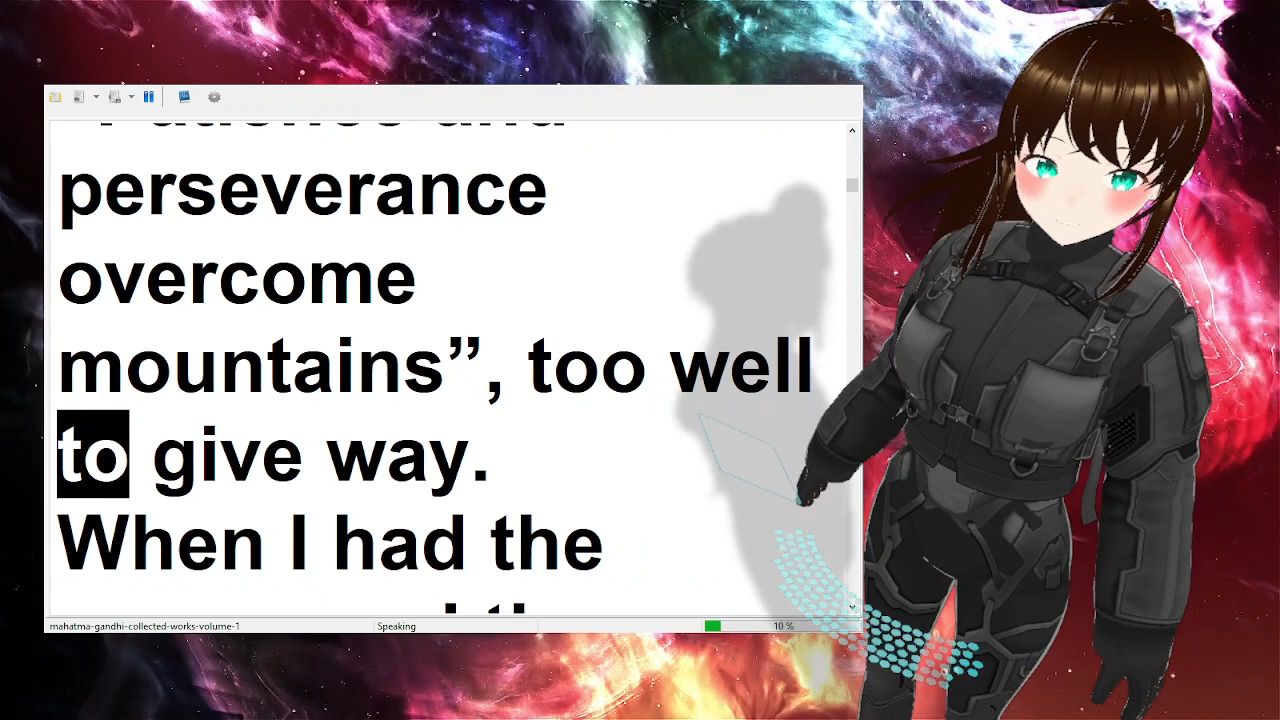 perseverance
overcome
mountains”, too well
to give way.
When I had the
mahatma-gandhi-collected-works-volume-1
Speaking
10 %